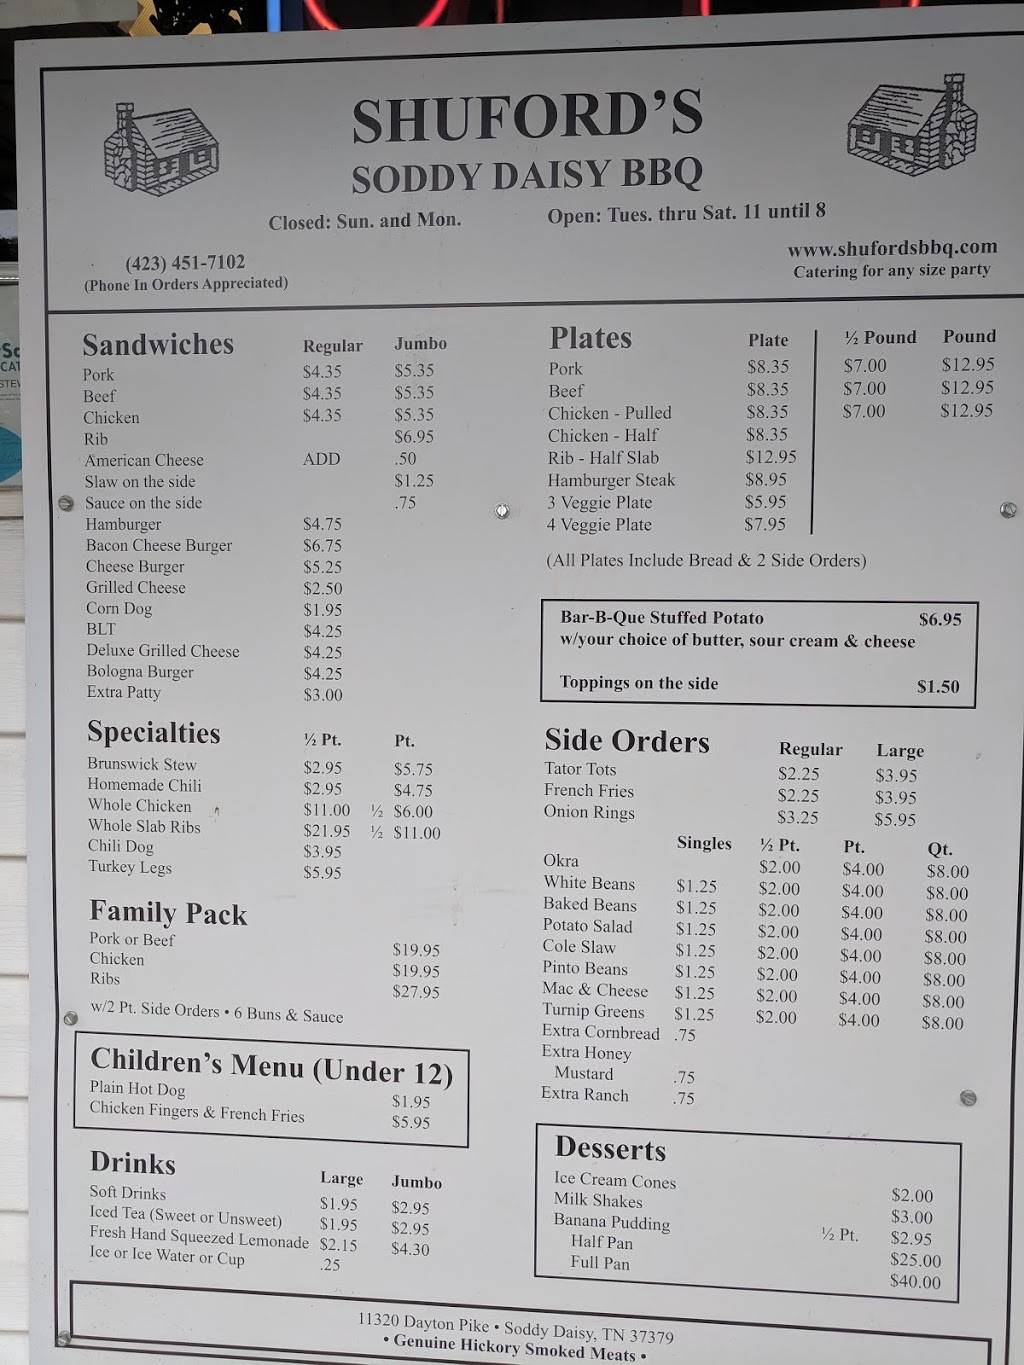 SHUFORD'S
SODDY DAISY BBQ
Closed: Sun. and Mon. Open: Tues. thru Sat. 11 until 8
(423) 451-7102
(Phone In Orders Appreciated)
www.shufordsbbq.com
Catering for any size party
Sandwiches Regular Jumbo
Pork $4.35 $5.35
Beef $4.35 $5.35
Chicken $4.35 $5.35
Rib $6.95
American Cheese ADD .50
Slaw on the side $1.25
Sauce on the side .75
Hamburger $4.75
Bacon Cheese Burger $6.75
Cheese Burger $5.25
Grilled Cheese $2.50
Corn Dog $1.95
BLT $4.25
Deluxe Grilled Cheese $4.25
Bologna Burger $4.25
Extra Patty $3.00
Specialties ½ Pt. Pt.
Brunswick Stew $2.95 $5.75
Homemade Chili $2.95 $4.75
Whole Chicken $11.00 ½ $6.00
Whole Slab Ribs $21.95 ½ $11.00
Chili Dog $3.95
Turkey Legs $5.95
Family Pack
Pork or Beef $19.95
Chicken $19.95
Ribs $27.95
w/2 Pt. Side Orders • 6 Buns & Sauce
Children's Menu (Under 12)
Plain Hot Dog $1.95
Chicken Fingers & French Fries $5.95
Drinks Large Jumbo
Soft Drinks $1.95 $2.95
Iced Tea (Sweet or Unsweet) $1.95 $2.95
Fresh Hand Squeezed Lemonade $2.15 $4.30
Ice or Ice Water or Cup .25
Plates Plate ½ Pound Pound
Pork $8.35 $7.00 $12.95
Beef $8.35 $7.00 $12.95
Chicken - Pulled $8.35 $7.00 $12.95
Chicken - Half $8.35
Rib - Half Slab $12.95
Hamburger Steak $8.95
3 Veggie Plate $5.95
4 Veggie Plate $7.95
(All Plates Include Bread & 2 Side Orders)
Bar-B-Que Stuffed Potato $6.95
w/your choice of butter, sour cream & cheese
Toppings on the side $1.50
Side Orders Regular Large
Tator Tots $2.25 $3.95
French Fries $2.25 $3.95
Onion Rings $3.25 $5.95
Singles ½ Pt. Pt. Qt.
Okra $2.00 $4.00 $8.00
White Beans $1.25 $2.00 $4.00 $8.00
Baked Beans $1.25 $2.00 $4.00 $8.00
Potato Salad $1.25 $2.00 $4.00 $8.00
Cole Slaw $1.25 $2.00 $4.00 $8.00
Pinto Beans $1.25 $2.00 $4.00 $8.00
Mac & Cheese $1.25 $2.00 $4.00 $8.00
Turnip Greens $1.25 $2.00 $4.00 $8.00
Extra Cornbread .75
Extra Honey
Mustard .75
Extra Ranch .75
Desserts
Ice Cream Cones $2.00
Milk Shakes $3.00
Banana Pudding ½ Pt. $2.95
Half Pan $25.00
Full Pan $40.00
11320 Dayton Pike • Soddy Daisy, TN 37379
• Genuine Hickory Smoked Meats •